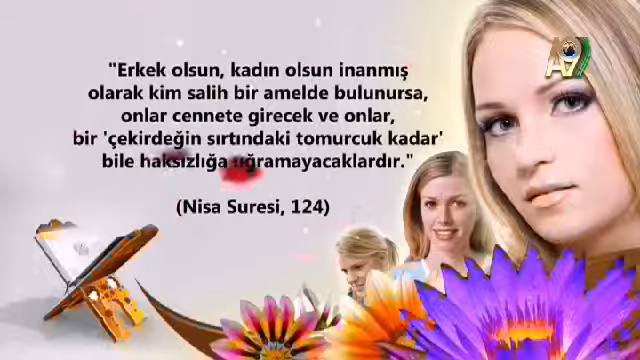 A9
"Erkek olsun, kadın olsun inanmış
olarak kim salih bir amelde bulunursa,
onlar cennete girecek ve onlar,
bir 'çekirdeğin sırtındaki tomurcuk kadar'
bile haksızlığa uğramayacaklardır."
(Nisa Suresi, 124)